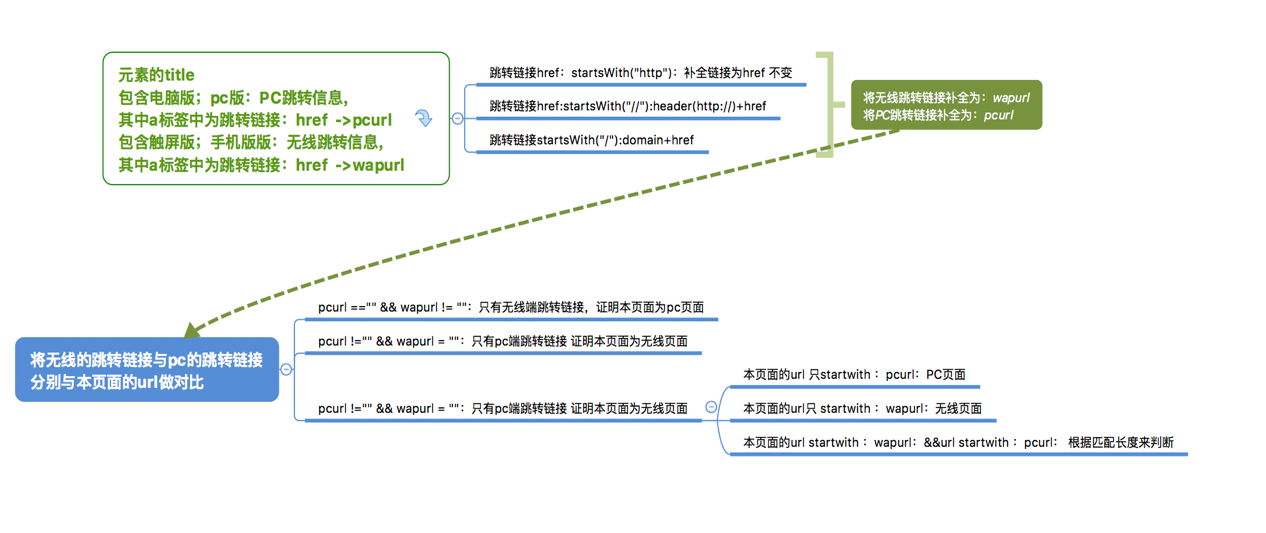 元素的title
包含电脑版；pc版：PC跳转信息，
其中a标签中为跳转链接：href ->pcurl
包含触屏版；手机版版：无线跳转信息，
其中a标签中为跳转链接：href ->wapurl
跳转链接href：startsWith("http")：补全链接为href 不变
跳转链接href:startsWith("//"):header(http://)+href
跳转链接startsWith("/"):domain+href
将无线跳转链接补全为：wapurl
将PC跳转链接补全为：pcurl
将无线的跳转链接与pc的跳转链接
分别与本页面的url做对比
pcurl =="" && wapurl != ""：只有无线端跳转链接，证明本页面为pc页面
pcurl !="" && wapurl = ""：只有pc端跳转链接 证明本页面为无线页面
pcurl !="" && wapurl = ""：只有pc端跳转链接 证明本页面为无线页面
本页面的url 只startwith ：pcurl：PC页面
本页面的url只 startwith ：wapurl：无线页面
本页面的url startwith ：wapurl：&&url startwith ：pcurl： 根据匹配长度来判断